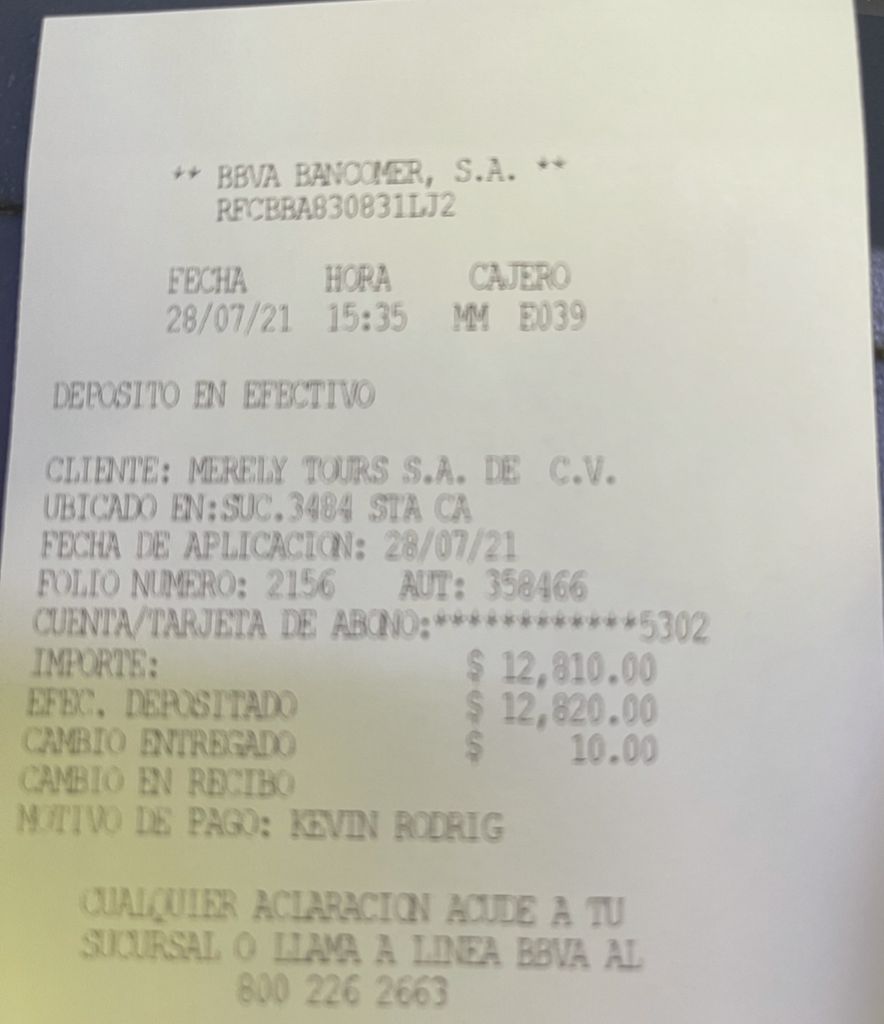 ** BBVA BANCOMER, S.A. **
RFCBBA830831LJ2
FECHA HORA CAJERO
28/07/21 15:35 MM E039
DEPOSITO EN EFECTIVO
CLIENTE: MERELY TOURS S.A. DE C.V.
UBICADO EN:SUC.3484 STA CA
FECHA DE APLICACION: 28/07/21
FOLIO NUMERO: 2156 AUT: 358466
CUENTA/TARJETA DE ABONO:************5302
IMPORTE: $ 12,810.00
EFEC. DEPOSITADO $ 12,820.00
CAMBIO ENTREGADO $ 10.00
CAMBIO EN RECIBO
MOTIVO DE PAGO: KEVIN RODRIG
CUALQUIER ACLARACION ACUDE A TU
SUCURSAL O LLAMA A LINEA BBVA AL
800 226 2663